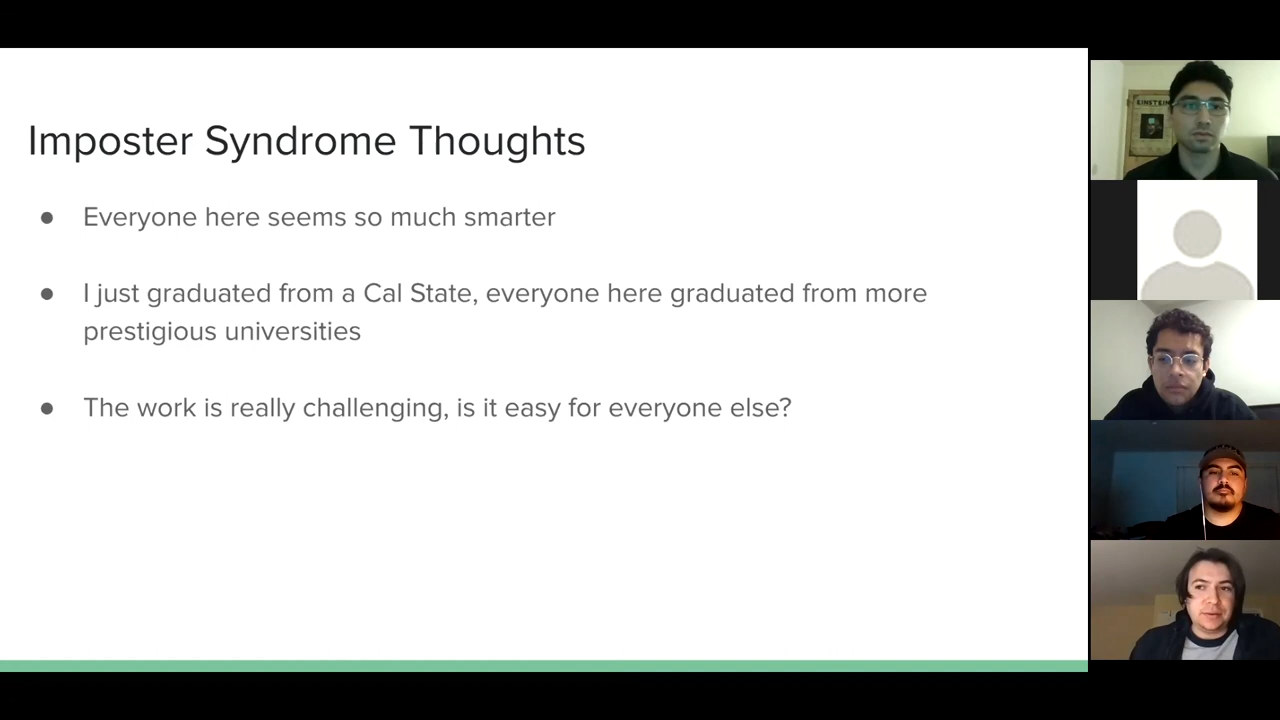 Imposter Syndrome Thoughts
● Everyone here seems so much smarter
● I just graduated from a Cal State, everyone here graduated from more
prestigious universities
● The work is really challenging, is it easy for everyone else?
EINSTEIN